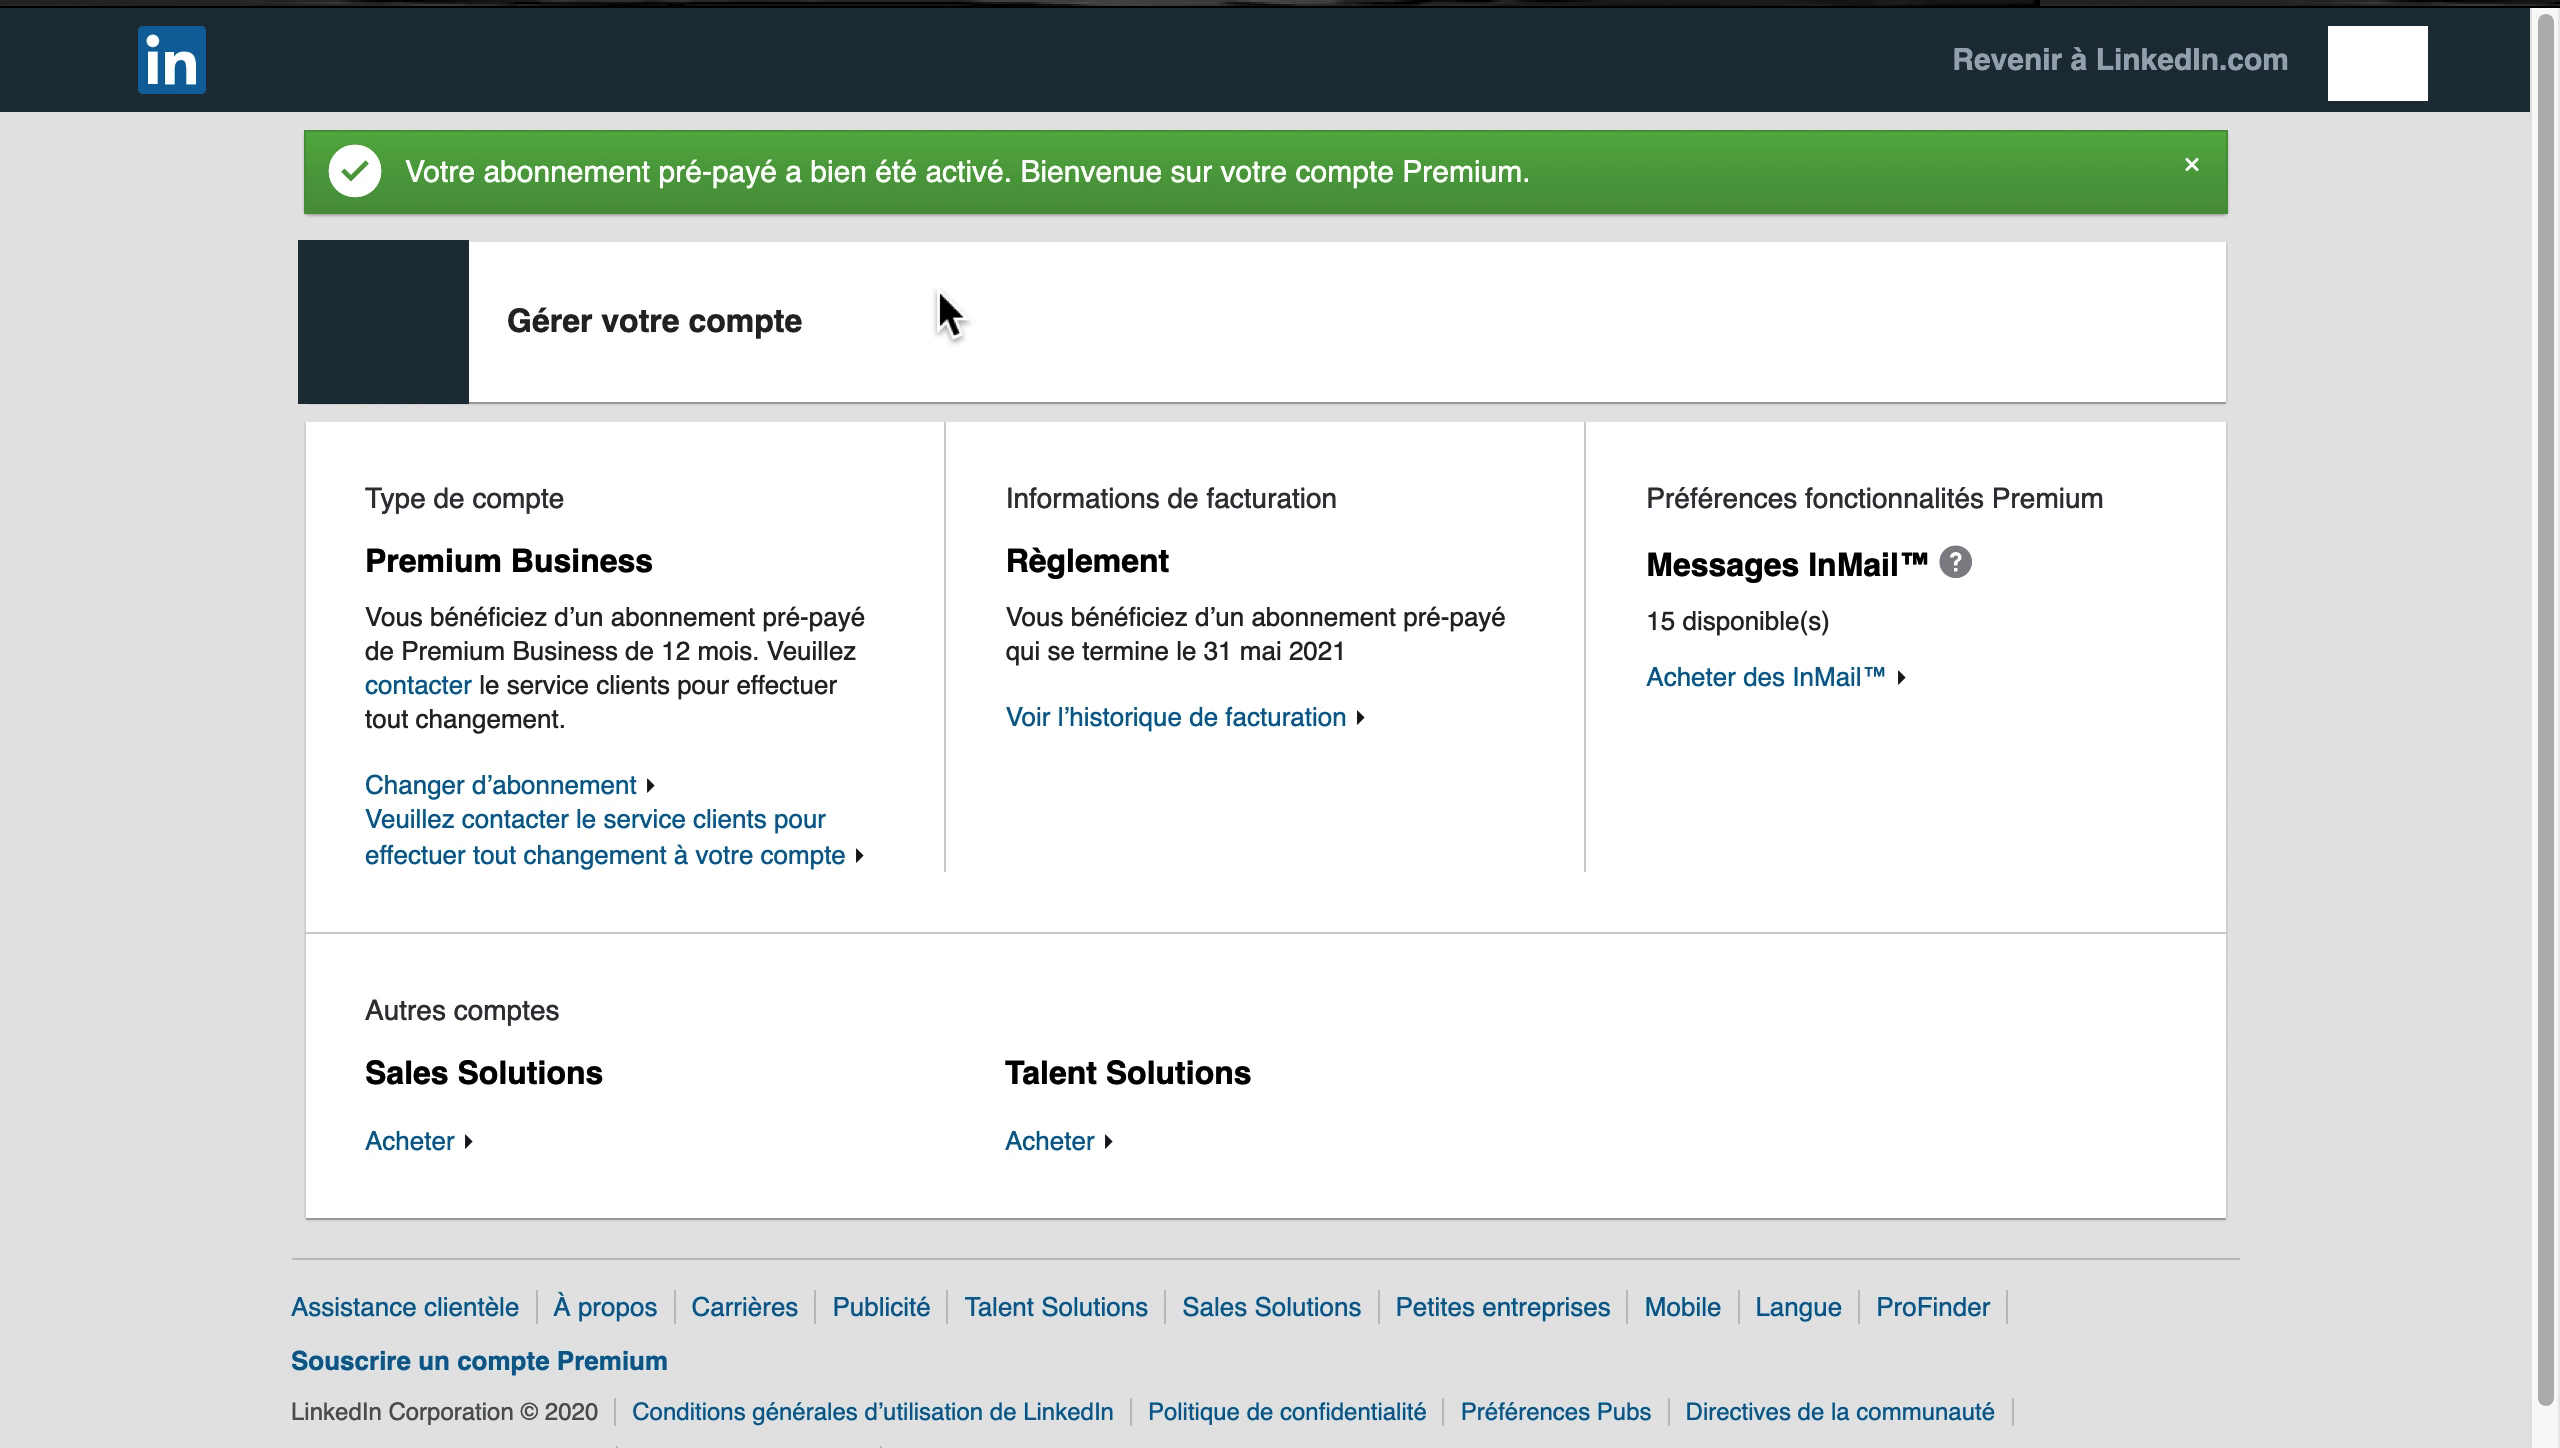 in
Revenir à LinkedIn.com
Votre abonnement pré-payé a bien été activé. Bienvenue sur votre compte Premium.
×
Gérer votre compte
Type de compte
Premium Business
Vous bénéficiez d’un abonnement pré-payé
de Premium Business de 12 mois. Veuillez
contacter le service clients pour effectuer
tout changement.
Changer d’abonnement
Veuillez contacter le service clients pour
effectuer tout changement à votre compte
Informations de facturation
Règlement
Vous bénéficiez d’un abonnement pré-payé
qui se termine le 31 mai 2021
Voir l’historique de facturation
Préférences fonctionnalités Premium
Messages InMail™ ?
15 disponible(s)
Acheter des InMail™
Autres comptes
Sales Solutions
Acheter
Talent Solutions
Acheter
Assistance clientèle À propos Carrières Publicité Talent Solutions Sales Solutions Petites entreprises Mobile Langue ProFinder
Souscrire un compte Premium
LinkedIn Corporation © 2020 Conditions générales d’utilisation de LinkedIn Politique de confidentialité Préférences Pubs Directives de la communauté